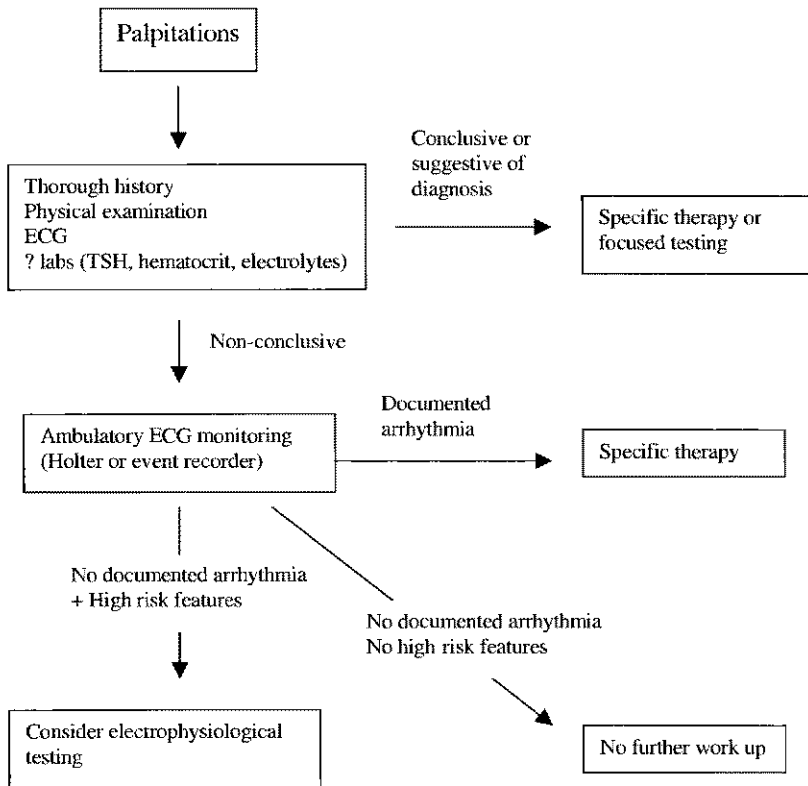 Palpitations
Conclusive or
suggestive of
diagnosis
Thorough history
Physical examination
ECG
? labs (TSH, hematocrit, electrolytes)
Specific therapy or
focused testing
Non-conclusive
Documented
arrhythmia
Ambulatory ECG monitoring
(Holter or event recorder)
Specific therapy
No documented arrhythmia
+ High risk features
No documented arrhythmia
No high risk features
Consider electrophysiological
testing
No further work up